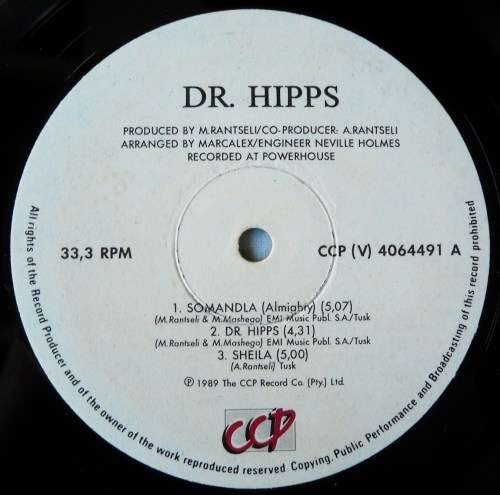 DR. HIPPS
PRODUCED BY M.RANTSELI/CO-PRODUCER: A.RANTSELI
ARRANGED BY MARCALEX/ENGINEER NEVILLE HOLMES
RECORDED AT POWERHOUSE
33,3 RPM
CCP (V) 4064491 A
1. SOMANDLA (Almighty) (5,07)
(M.Rantseli & M.Mashego) EMI Music Publ. S.A./Tusk
2. DR. HIPPS (4,31)
(M.Rantseli & M.Mashego) EMI Music Publ. S.A./Tusk
3. SHEILA (5,00)
(A.Rantseli) Tusk
℗ 1989 The CCP Record Co. (Pty.) Ltd.
CCP
All rights of the Record Producer and of the owner of the work reproduced reserved. Copying, Public Performance and Broadcasting of this record prohibited